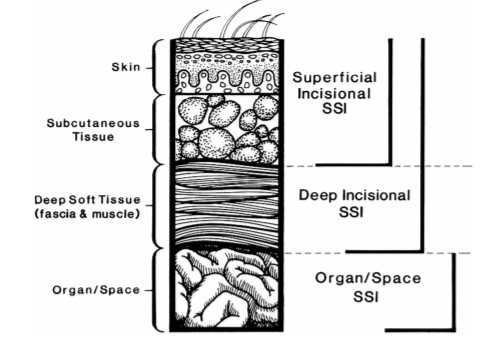 Skin
Subcutaneous
Tissue
Deep Soft Tissue
(fascia & muscle)
Organ/Space
Superficial
Incisional
SSI
Deep Incisional
SSI
Organ/Space
SSI